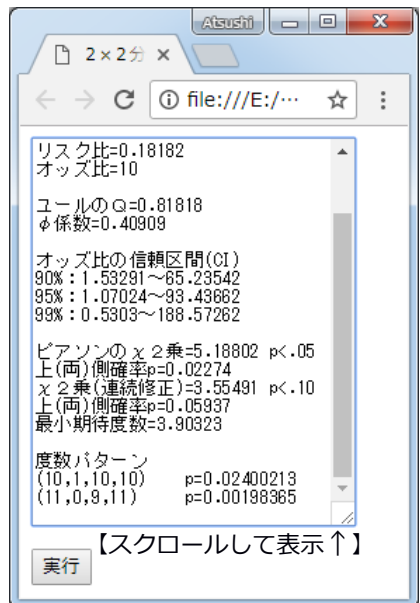 Atsushi
2×2分
file:///E:/…
リスク比=0.18182
オッズ比=10
ユールのQ=0.81818
φ係数=0.40909
オッズ比の信頼区間(CI)
90%：1.53291～65.23542
95%：1.07024～93.43662
99%：0.5303～188.57262
ピアソンのχ２乗=5.18802 p<.05
上(両)側確率p=0.02274
χ２乗(連続修正)=3.55491 p<.10
上(両)側確率p=0.05937
最小期待度数=3.90323
度数パターン
(10,1,10,10) p=0.02400213
(11,0,9,11) p=0.00198365
【スクロールして表示↑】
実行